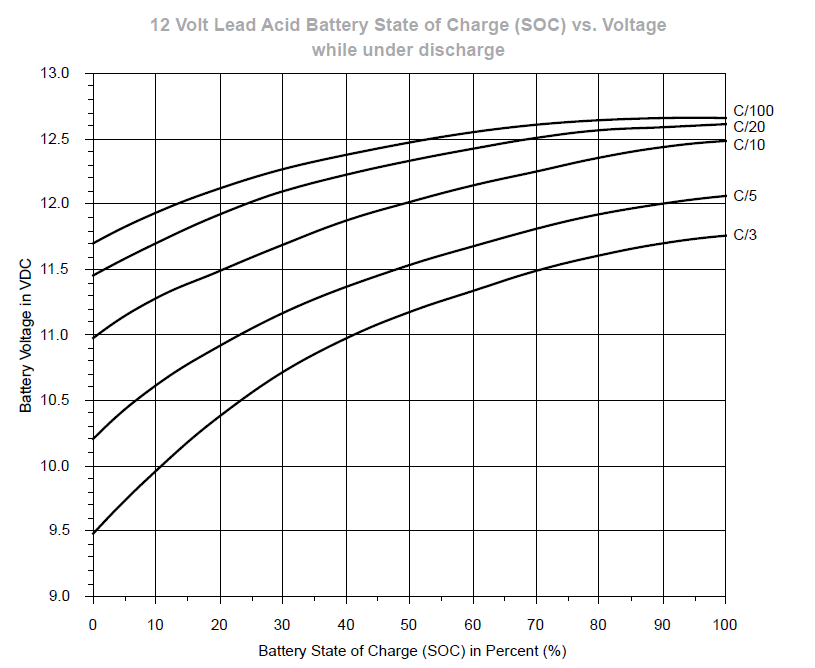 12 Volt Lead Acid Battery State of Charge (SOC) vs. Voltage
while under discharge
13.0
12.5
12.0
11.5
11.0
10.5
10.0
9.5
9.0
Battery Voltage in VDC
C/100
C/20
C/10
C/5
C/3
0 10 20 30 40 50 60 70 80 90 100
Battery State of Charge (SOC) in Percent (%)